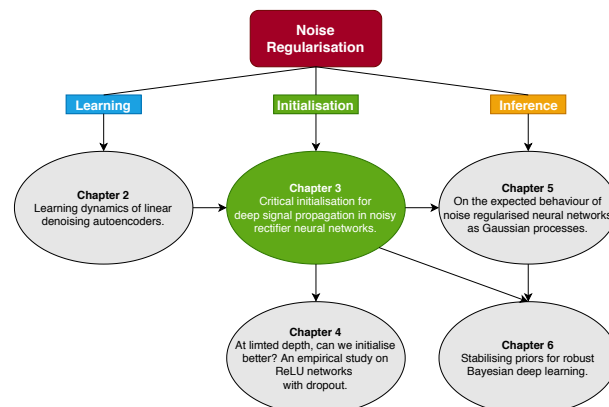 Noise
Regularisation
Learning
Initialisation
Inference
Chapter 2
Learning dynamics of linear
denoising autoencoders.
Chapter 3
Critical initialisation for
deep signal propagation in noisy
rectifier neural networks.
Chapter 5
On the expected behaviour of
noise regularised neural networks
as Gaussian processes.
Chapter 4
At limted depth, can we initialise
better? An empirical study on
ReLU networks
with dropout.
Chapter 6
Stabilising priors for robust
Bayesian deep learning.